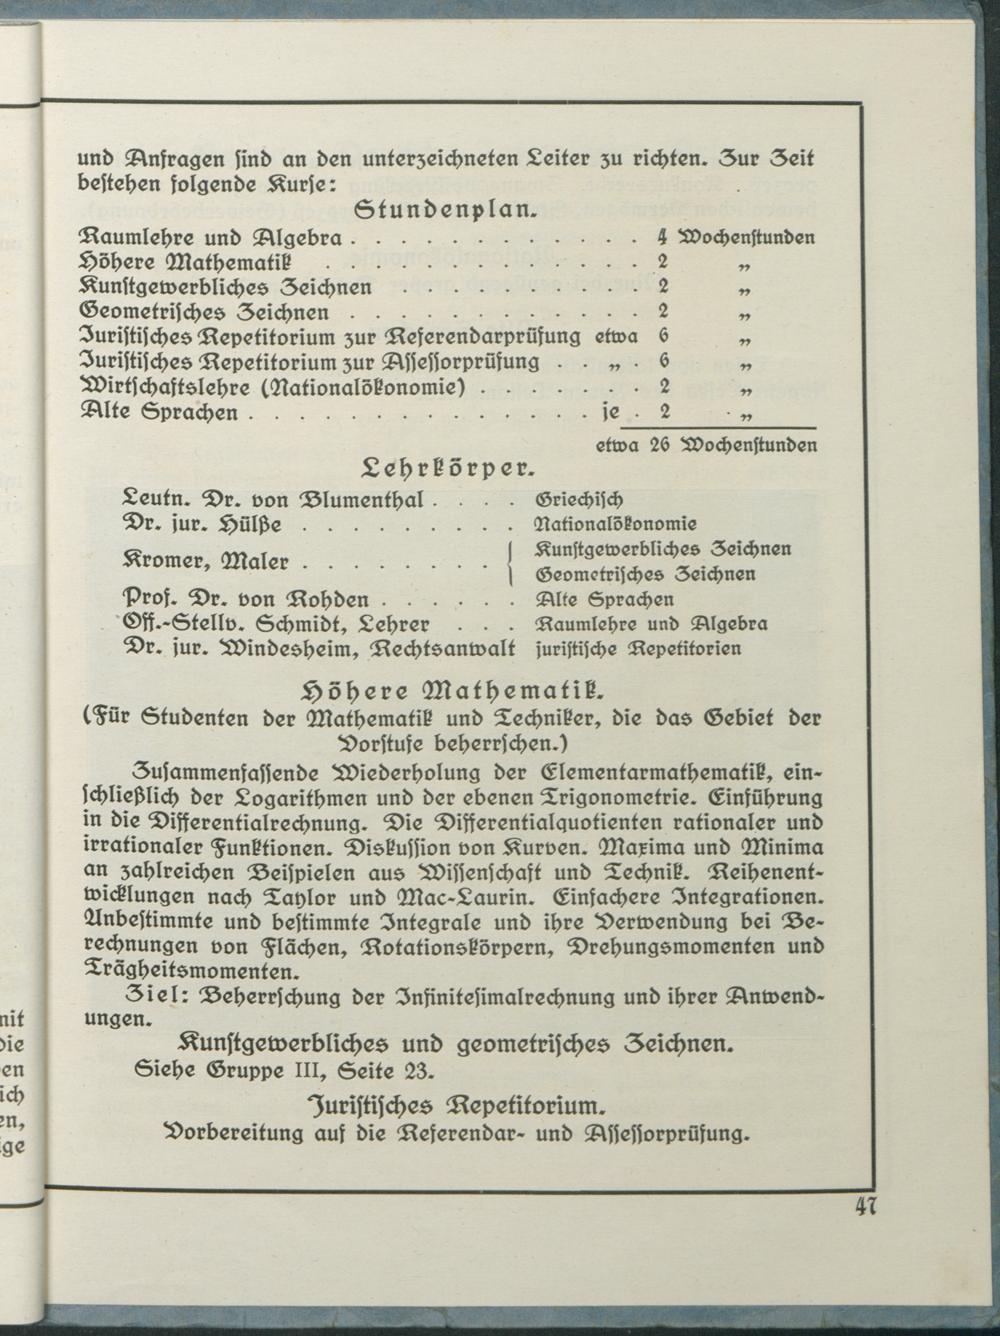 und Anfragen sind an den unterzeichneten Leiter zu richten. Zur Zeit
bestehen folgende Kurse:
Stundenplan.
Raumlehre und Algebra . . . . . . . . . . . . 4 Wochenstunden
Höhere Mathematik . . . . . . . . . . . . . 2 „
Kunstgewerbliches Zeichnen . . . . . . . . . . 2 „
Geometrisches Zeichnen . . . . . . . . . . . . 2 „
Juristisches Repetitorium zur Referendarprüfung etwa 6 „
Juristisches Repetitorium zur Assessorprüfung . . „ . 6 „
Wirtschaftslehre (Nationalökonomie) . . . . . . . 2 „
Alte Sprachen . . . . . . . . . . . . . . je . 2 „
etwa 26 Wochenstunden
Lehrkörper.
Leutn. Dr. von Blumenthal . . . . Griechisch
Dr. jur. Hülße . . . . . . . . . Nationalökonomie
Kromer, Maler . . . . . . . . { Kunstgewerbliches Zeichnen
Geometrisches Zeichnen
Prof. Dr. von Rohden . . . . . . Alte Sprachen
Off.-Stellv. Schmidt, Lehrer . . . Raumlehre und Algebra
Dr. jur. Windesheim, Rechtsanwalt juristische Repetitorien
Höhere Mathematik.
(Für Studenten der Mathematik und Techniker, die das Gebiet der
Vorstufe beherrschen.)
Zusammenfassende Wiederholung der Elementarmathematik, ein-
schließlich der Logarithmen und der ebenen Trigonometrie. Einführung
in die Differentialrechnung. Die Differentialquotienten rationaler und
irrationaler Funktionen. Diskussion von Kurven. Maxima und Minima
an zahlreichen Beispielen aus Wissenschaft und Technik. Reihenent-
wicklungen nach Taylor und Mac-Laurin. Einfachere Integrationen.
Unbestimmte und bestimmte Integrale und ihre Verwendung bei Be-
rechnungen von Flächen, Rotationskörpern, Drehungsmomenten und
Trägheitsmomenten.
Ziel: Beherrschung der Infinitesimalrechnung und ihrer Anwend-
ungen.
Kunstgewerbliches und geometrisches Zeichnen.
Siehe Gruppe III, Seite 23.
Juristisches Repetitorium.
Vorbereitung auf die Referendar- und Assessorprüfung.
47